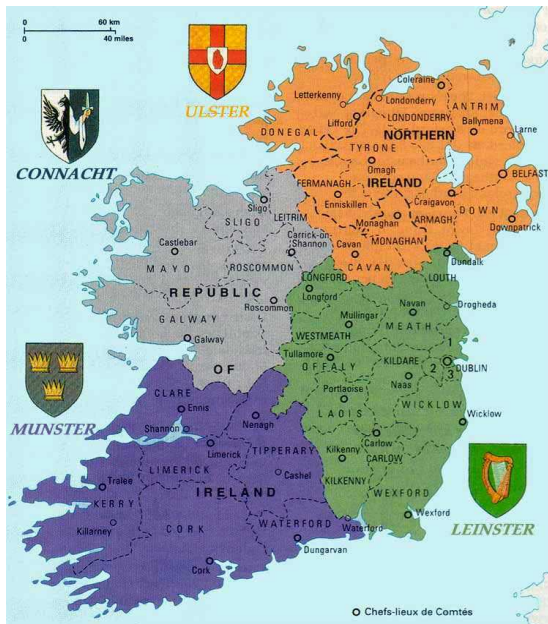 0 60 km
0 40 miles
ULSTER
CONNACHT
MUNSTER
LEINSTER
Coleraine
Letterkenny
Londonderry
ANTRIM
Lifford
LONDONDERRY
Ballymena
DONEGAL
NORTHERN
Larne
TYRONE
Omagh
BELFAST
FERMANAGH
IRELAND
Enniskillen
Craigavon
DOWN
Sligo
Monaghan
ARMAGH
Downpatrick
SLIGO
LEITRIM
MONAGHAN
Carrick-on-
Shannon
Cavan
Castlebar
CAVAN
Dundalk
MAYO
ROSCOMMON
LONGFORD
LOUTH
REPUBLIC
Longford
Roscommon
Navan
Drogheda
GALWAY
Mullingar
MEATH
WESTMEATH
Galway
Tullamore
1
OFFALY
KILDARE
2
3
DUBLIN
OF
Naas
CLARE
Portlaoise
WICKLOW
Ennis
LAOIS
Wicklow
Shannon
Nenagh
Carlow
Limerick
TIPPERARY
Kilkenny
CARLOW
LIMERICK
Cashel
Tralee
KILKENNY
WEXFORD
IRELAND
KERRY
Wexford
Killarney
WATERFORD
Waterford
CORK
Dungarvan
Cork
Chefs-lieux de Comtés